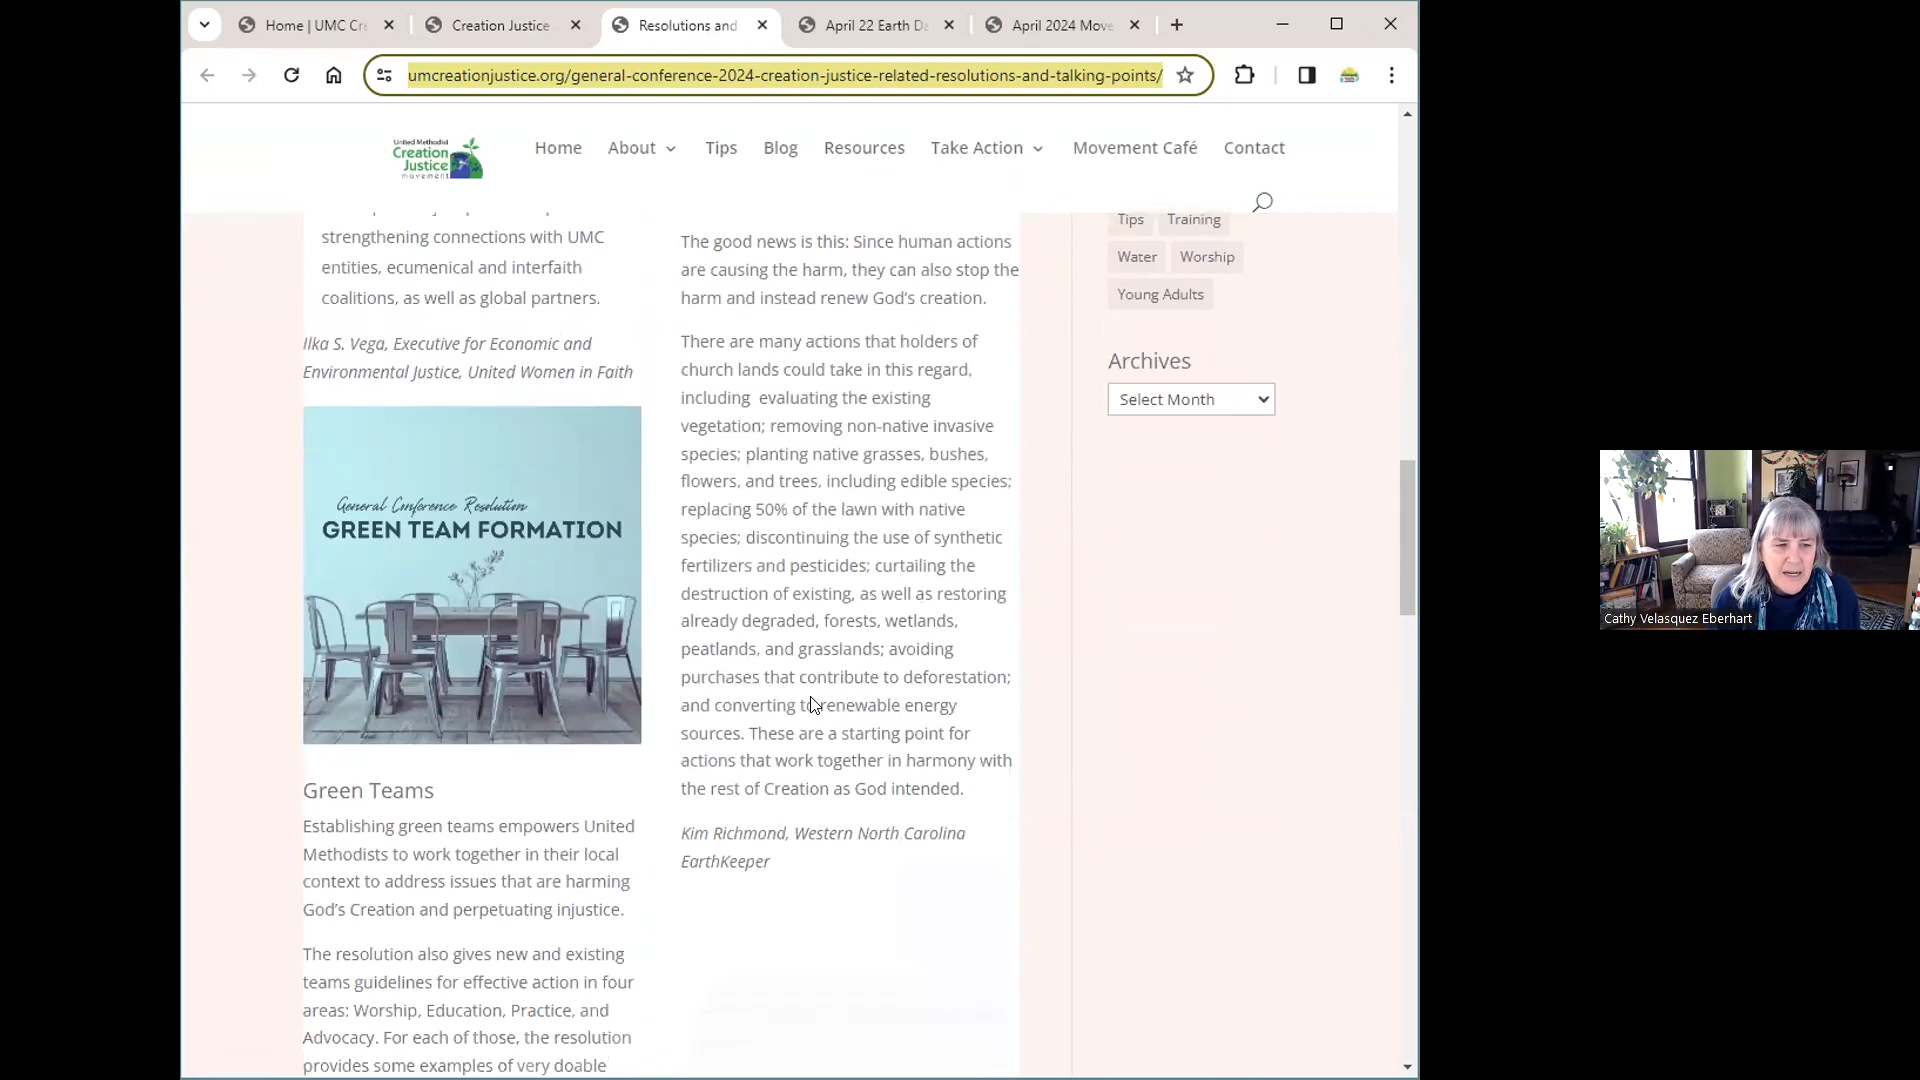 Home | UMC Cr
Creation Justice
Resolutions and
April 22 Earth D
April 2024 Move
umcreationjustice.org/general-conference-2024-creation-justice-related-resolutions-and-talking-points/
United Methodist
Creation
Justice
movement
Home
About
Tips
Blog
Resources
Take Action
Movement Café
Contact
strengthening connections with UMC
entities, ecumenical and interfaith
coalitions, as well as global partners.
Ilka S. Vega, Executive for Economic and
Environmental Justice, United Women in Faith
General Conference Resolution
GREEN TEAM FORMATION
Green Teams
Establishing green teams empowers United
Methodists to work together in their local
context to address issues that are harming
God’s Creation and perpetuating injustice.
The resolution also gives new and existing
teams guidelines for effective action in four
areas: Worship, Education, Practice, and
Advocacy. For each of those, the resolution
provides some examples of very doable
The good news is this: Since human actions
are causing the harm, they can also stop the
harm and instead renew God’s creation.
There are many actions that holders of
church lands could take in this regard,
including evaluating the existing
vegetation; removing non-native invasive
species; planting native grasses, bushes,
flowers, and trees, including edible species;
replacing 50% of the lawn with native
species; discontinuing the use of synthetic
fertilizers and pesticides; curtailing the
destruction of existing, as well as restoring
already degraded, forests, wetlands,
peatlands, and grasslands; avoiding
purchases that contribute to deforestation;
and converting to renewable energy
sources. These are a starting point for
actions that work together in harmony with
the rest of Creation as God intended.
Kim Richmond, Western North Carolina
EarthKeeper
Tips
Training
Water
Worship
Young Adults
Archives
Select Month
Cathy Velasquez Eberhart